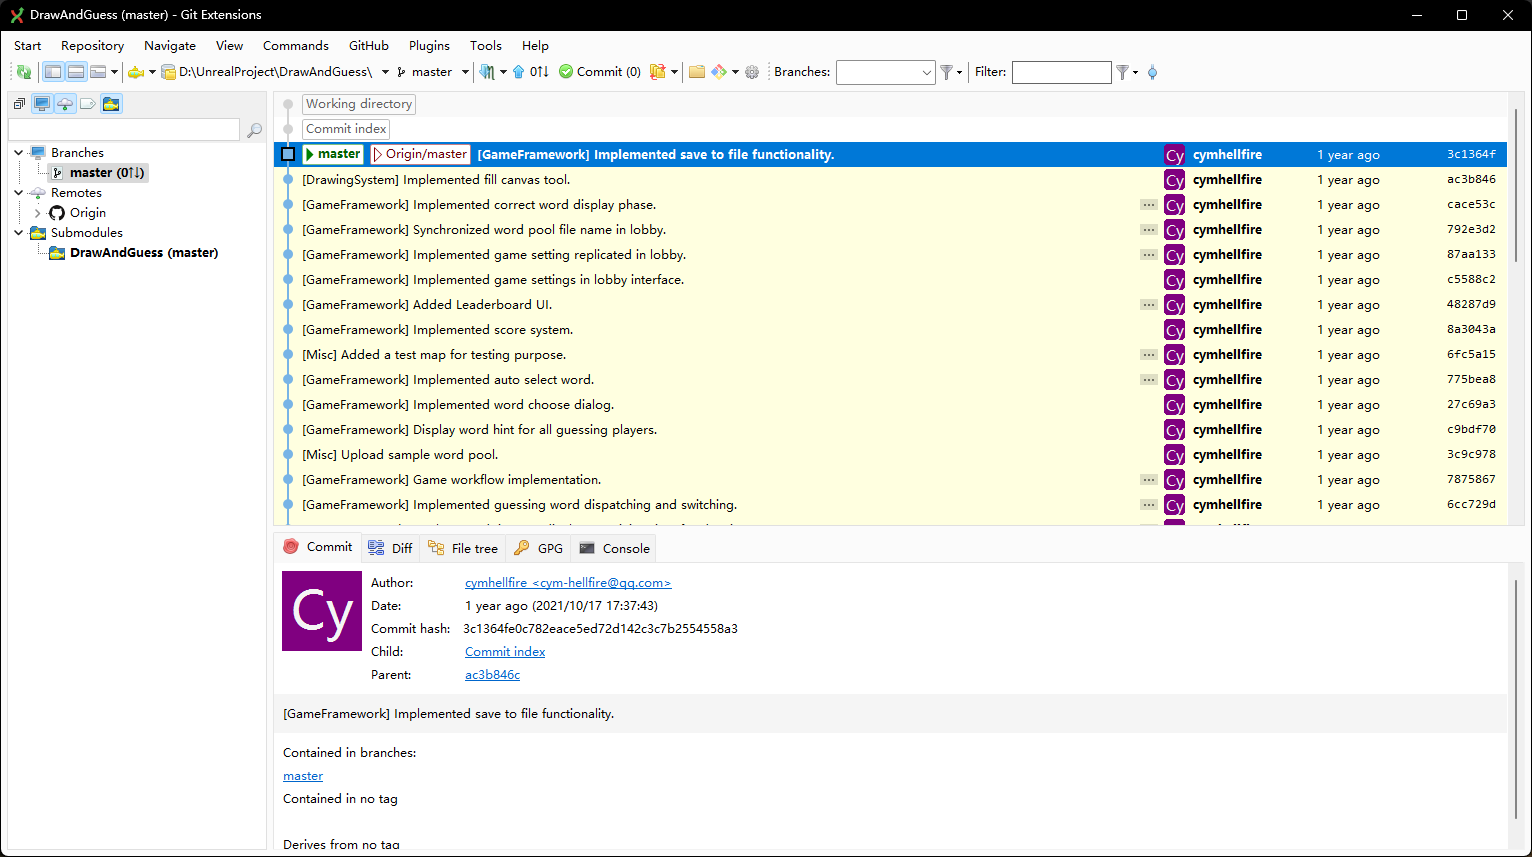 DrawAndGuess (master) - Git Extensions
Start Repository Navigate View Commands GitHub Plugins Tools Help
D:\UnrealProject\DrawAndGuess\ master 0↑↓ Commit (0) Branches: Filter:
Branches
master (0↑↓)
Remotes
Origin
Submodules
DrawAndGuess (master)
Working directory
Commit index
master Origin/master [GameFramework] Implemented save to file functionality. Cy cymhellfire 1 year ago 3c1364f
[DrawingSystem] Implemented fill canvas tool. Cy cymhellfire 1 year ago ac3b846
[GameFramework] Implemented correct word display phase. ... Cy cymhellfire 1 year ago cace53c
[GameFramework] Synchronized word pool file name in lobby. ... Cy cymhellfire 1 year ago 792e3d2
[GameFramework] Implemented game setting replicated in lobby. ... Cy cymhellfire 1 year ago 87aa133
[GameFramework] Implemented game settings in lobby interface. Cy cymhellfire 1 year ago c5588c2
[GameFramework] Added Leaderboard UI. ... Cy cymhellfire 1 year ago 48287d9
[GameFramework] Implemented score system. Cy cymhellfire 1 year ago 8a3043a
[Misc] Added a test map for testing purpose. ... Cy cymhellfire 1 year ago 6fc5a15
[GameFramework] Implemented auto select word. ... Cy cymhellfire 1 year ago 775bea8
[GameFramework] Implemented word choose dialog. Cy cymhellfire 1 year ago 27c69a3
[GameFramework] Display word hint for all guessing players. Cy cymhellfire 1 year ago c9bdf70
[Misc] Upload sample word pool. Cy cymhellfire 1 year ago 3c9c978
[GameFramework] Game workflow implementation. ... Cy cymhellfire 1 year ago 7875867
[GameFramework] Implemented guessing word dispatching and switching. ... Cy cymhellfire 1 year ago 6cc729d
Commit Diff File tree GPG Console
Cy
Author: cymhellfire <cym-hellfire@qq.com>
Date: 1 year ago (2021/10/17 17:37:43)
Commit hash: 3c1364fe0c782eace5ed72d142c3c7b2554558a3
Child: Commit index
Parent: ac3b846c
[GameFramework] Implemented save to file functionality.
Contained in branches:
master
Contained in no tag
Derives from no tag